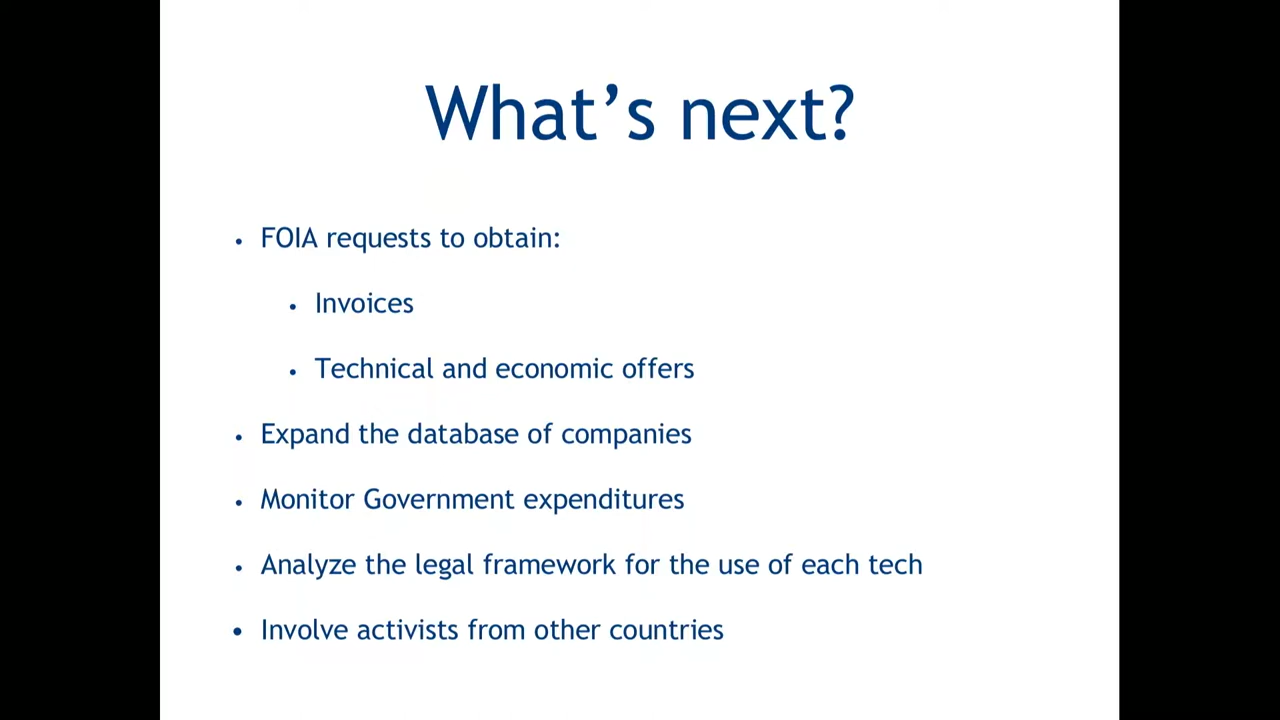 What’s next?
• FOIA requests to obtain:
• Invoices
• Technical and economic offers
• Expand the database of companies
• Monitor Government expenditures
• Analyze the legal framework for the use of each tech
• Involve activists from other countries